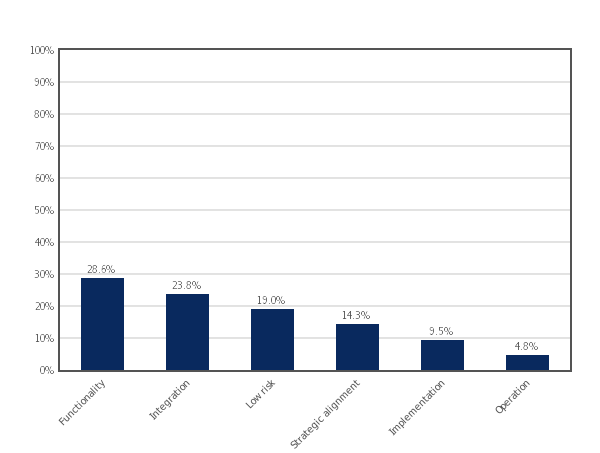 100%
90%
80%
70%
60%
50%
40%
30%
20%
10%
0%
28.6%
23.8%
19.0%
14.3%
9.5%
4.8%
Functionality
Integration
Low risk
Strategic alignment
Implementation
Operation